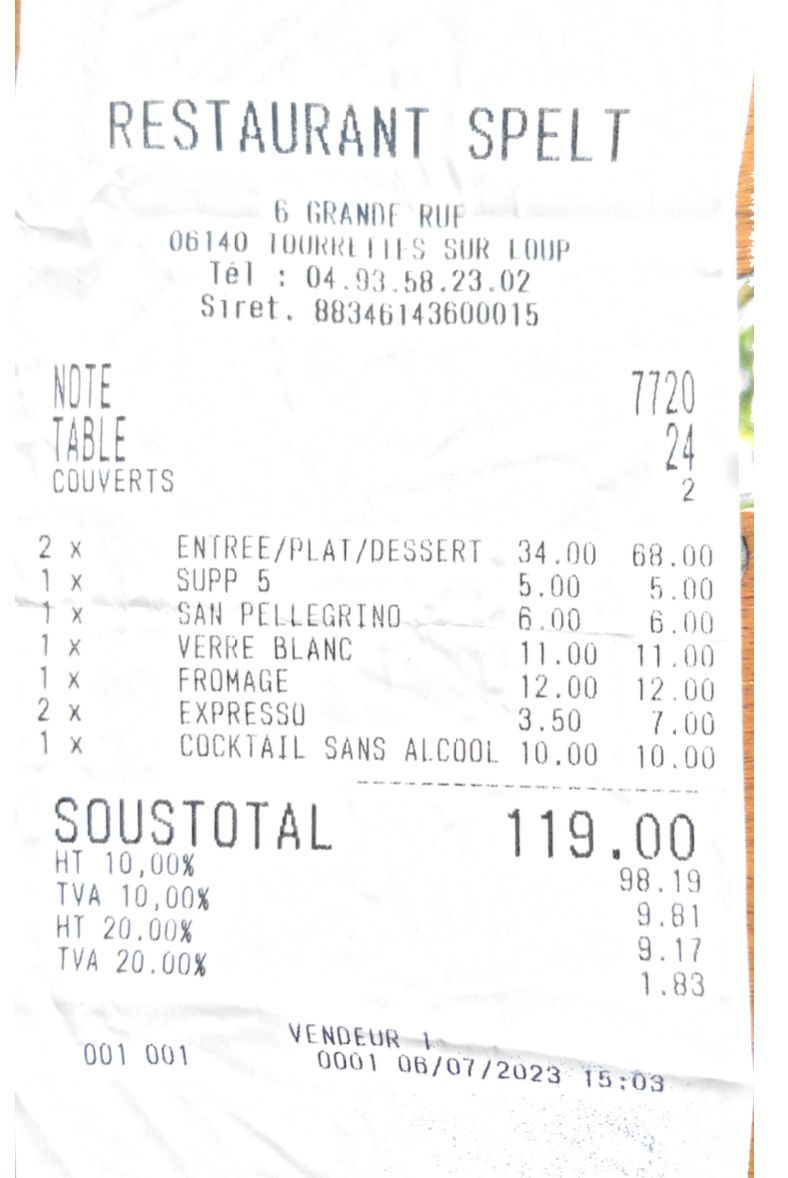 RESTAURANT SPELT
6 GRANDE RUE
06140 TOURRETTES SUR LOUP
Tél : 04.93.58.23.02
Siret. 88346143600015
NOTE 7720
TABLE 24
COUVERTS 2
2 x ENTREE/PLAT/DESSERT 34.00 68.00
1 x SUPP 5 5.00 5.00
1 x SAN PELLEGRINO 6.00 6.00
1 x VERRE BLANC 11.00 11.00
1 x FROMAGE 12.00 12.00
2 x EXPRESSO 3.50 7.00
1 x COCKTAIL SANS ALCOOL 10.00 10.00
SOUSTOTAL 119.00
HT 10,00% 98.19
TVA 10,00% 9.81
HT 20.00% 9.17
TVA 20.00% 1.83
VENDEUR 1
001 001 0001 06/07/2023 15:03